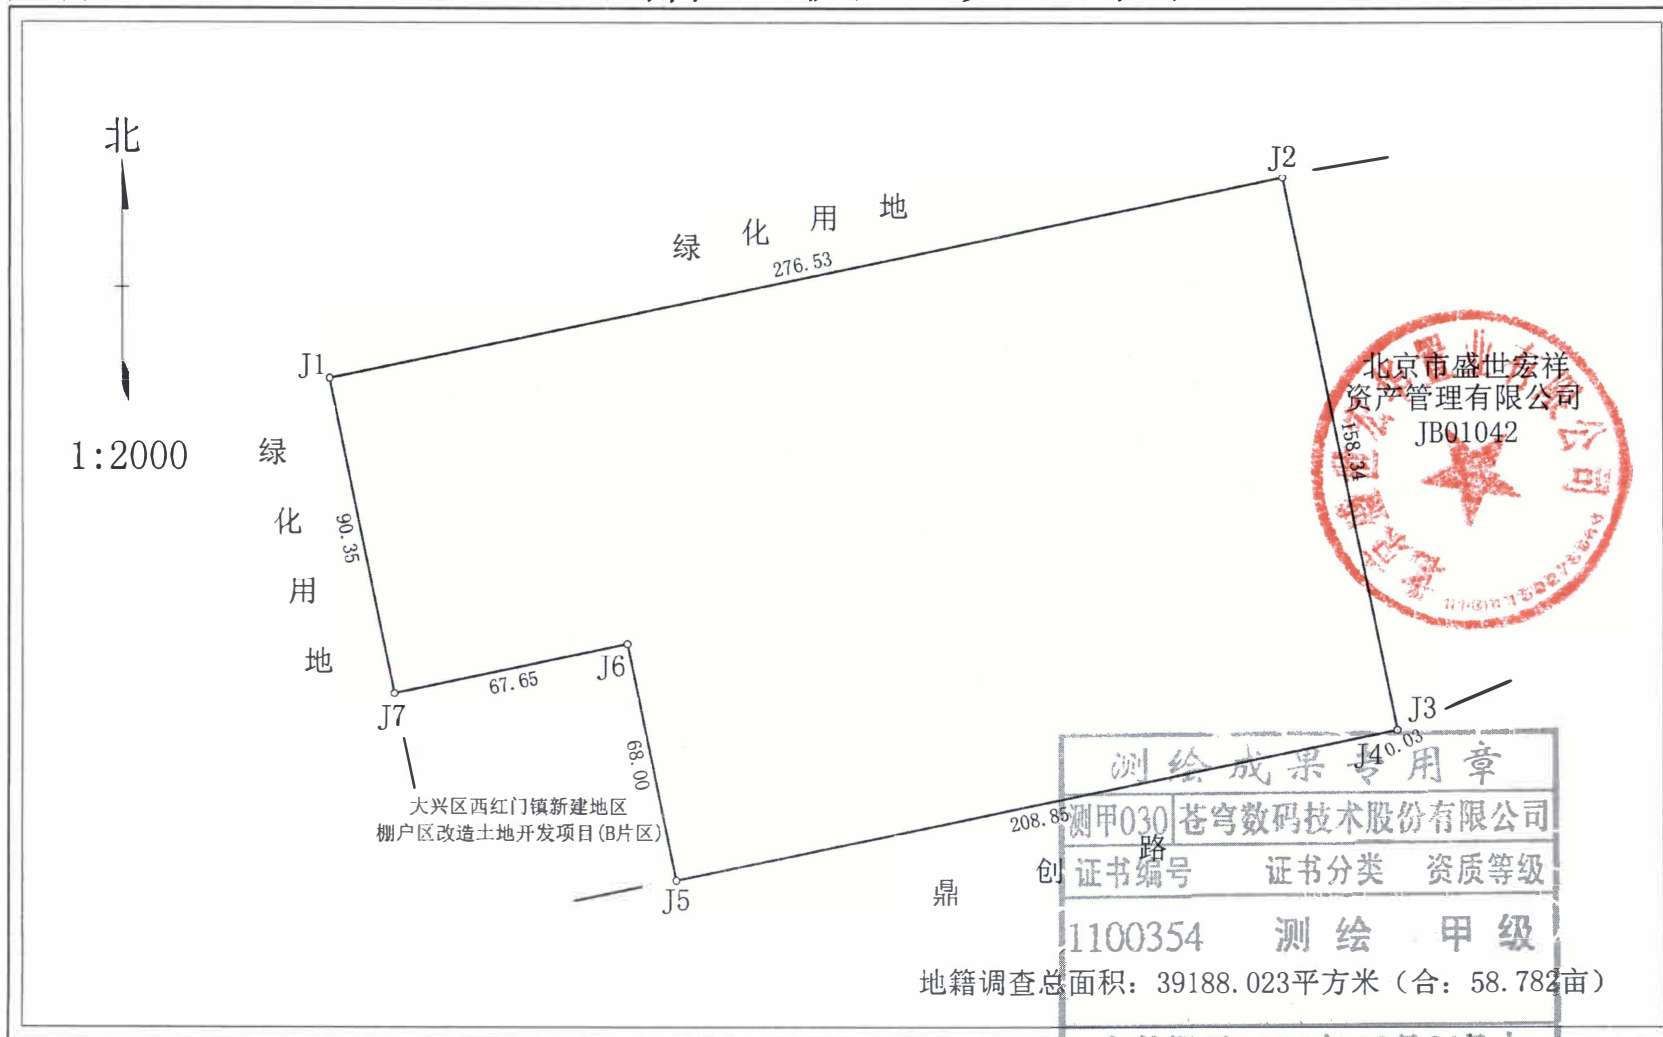 北
1:2000
J1
J2
绿化用地
276.53
绿化用地
90.35
北京市盛世宏祥
资产管理有限公司
JB01042
158.34
J7
67.65
J6
68.00
J3
J4
0.03
大兴区西红门镇新建地区
棚户区改造土地开发项目(B片区)
J5
208.85
鼎创路
测绘成果专用章
测甲030 苍穹数码技术股份有限公司
证书编号 证书分类 资质等级
1100354 测绘 甲级
地籍调查总面积：39188.023平方米（合：58.782亩）